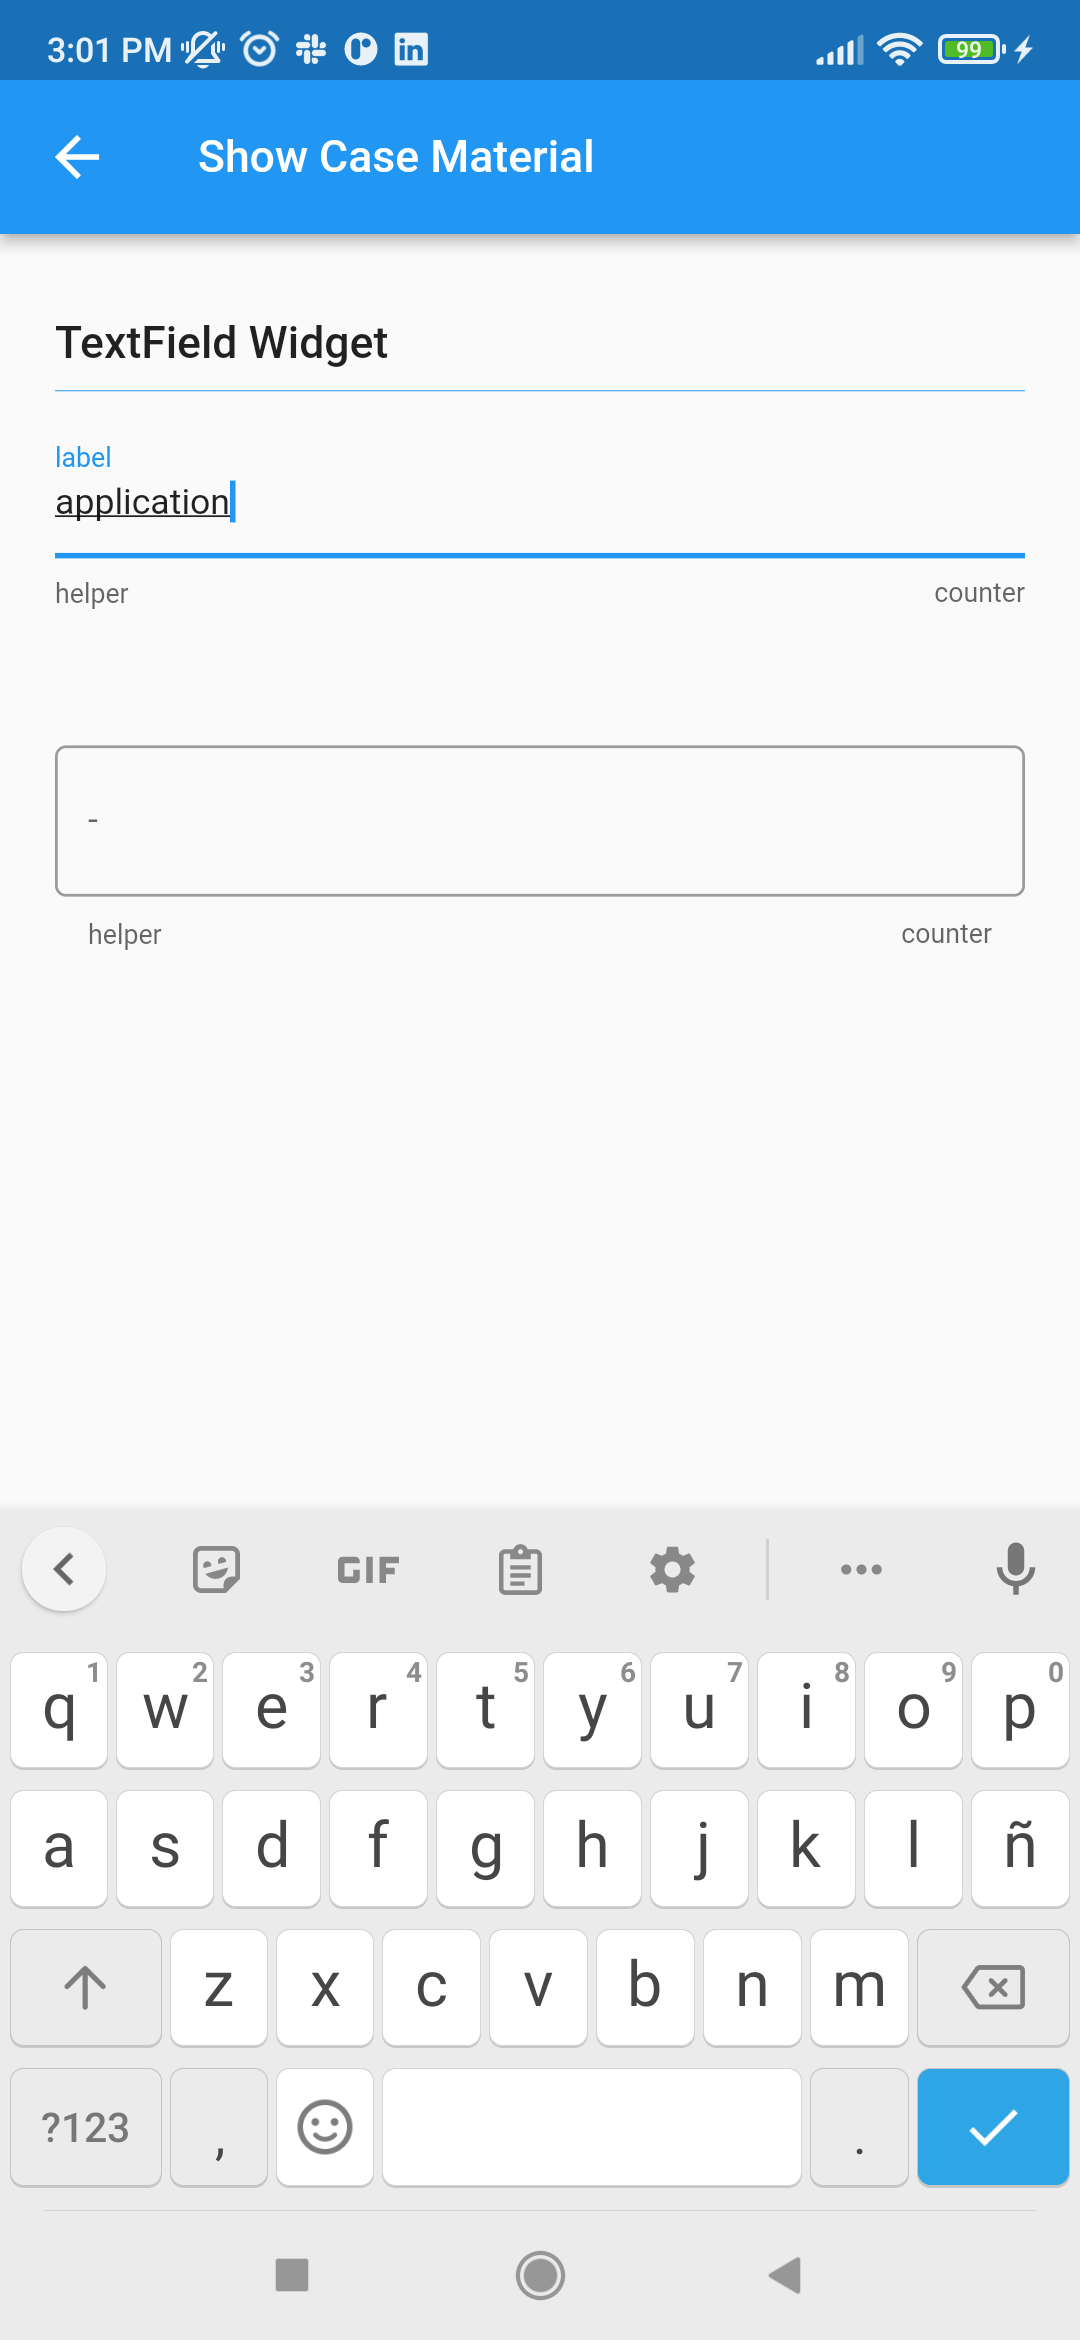 3:01 PM in 99
Show Case Material
TextField Widget
label
application
helper counter
-
helper counter
GIF
1 2 3 4 5 6 7 8 9 0
q w e r t y u i o p
a s d f g h j k l ñ
z x c v b n m
?123 , .